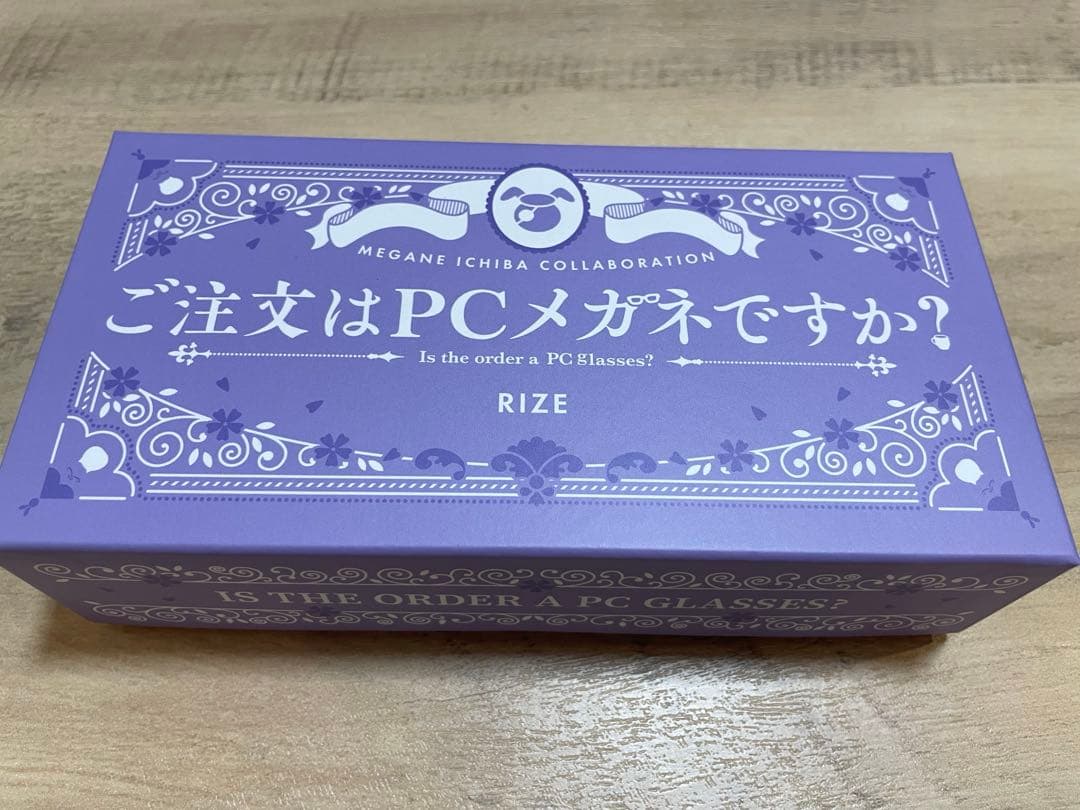 MEGANE ICHIBA COLLABORATION
ご注文はPCメガネですか?
Is the order a PC glasses?
RIZE
IS THE ORDER A PC GLASSES?